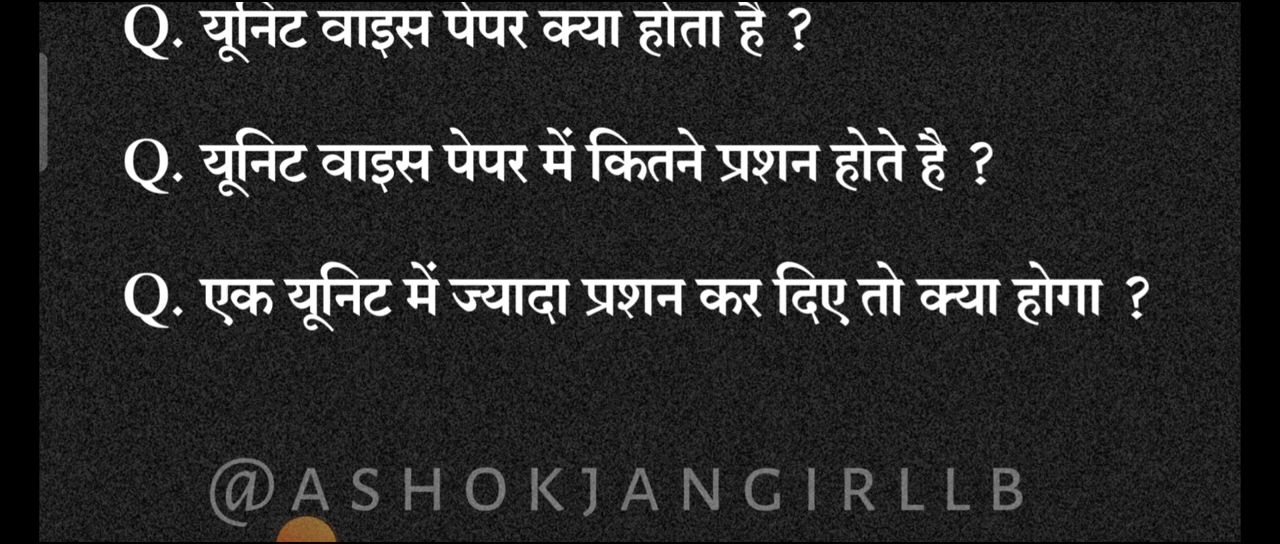 Q. यूनिट वाइस पेपर क्या होता है ?
Q. यूनिट वाइस पेपर में कितने प्रशन होते है ?
Q. एक यूनिट में ज्यादा प्रशन कर दिए तो क्या होगा ?
@ASHOKJANGIRLLB